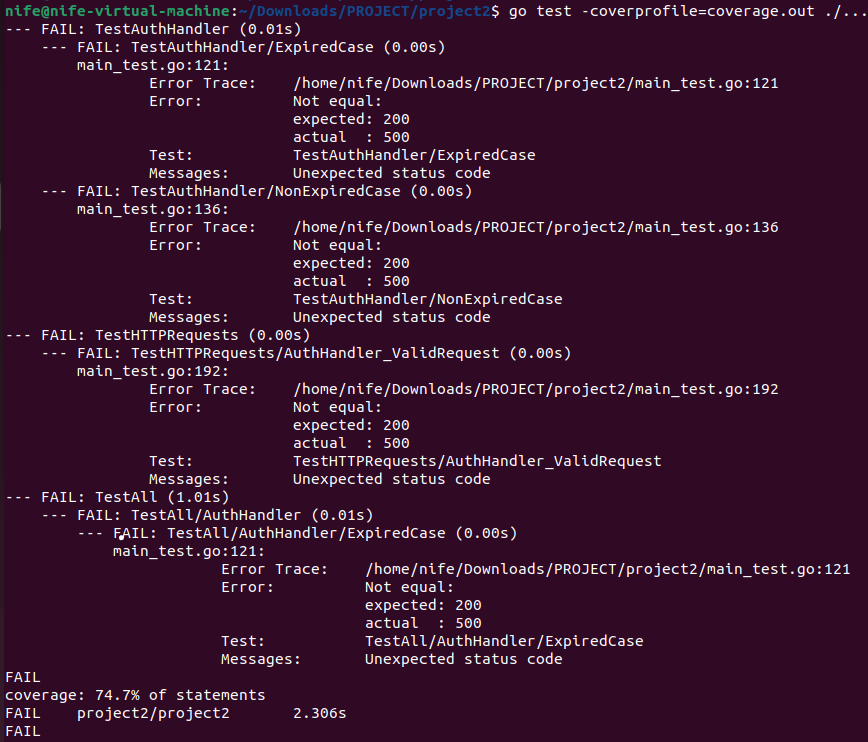 nife@nife-virtual-machine:~/Downloads/PROJECT/project2$ go test -coverprofile=coverage.out ./...
--- FAIL: TestAuthHandler (0.01s)
    --- FAIL: TestAuthHandler/ExpiredCase (0.00s)
        main_test.go:121:
                Error Trace:    /home/nife/Downloads/PROJECT/project2/main_test.go:121
                Error:          Not equal:
                                expected: 200
                                actual  : 500
                Test:           TestAuthHandler/ExpiredCase
                Messages:       Unexpected status code
    --- FAIL: TestAuthHandler/NonExpiredCase (0.00s)
        main_test.go:136:
                Error Trace:    /home/nife/Downloads/PROJECT/project2/main_test.go:136
                Error:          Not equal:
                                expected: 200
                                actual  : 500
                Test:           TestAuthHandler/NonExpiredCase
                Messages:       Unexpected status code
--- FAIL: TestHTTPRequests (0.00s)
    --- FAIL: TestHTTPRequests/AuthHandler_ValidRequest (0.00s)
        main_test.go:192:
                Error Trace:    /home/nife/Downloads/PROJECT/project2/main_test.go:192
                Error:          Not equal:
                                expected: 200
                                actual  : 500
                Test:           TestHTTPRequests/AuthHandler_ValidRequest
                Messages:       Unexpected status code
--- FAIL: TestAll (1.01s)
    --- FAIL: TestAll/AuthHandler (0.01s)
        --- FAIL: TestAll/AuthHandler/ExpiredCase (0.00s)
            main_test.go:121:
                        Error Trace:    /home/nife/Downloads/PROJECT/project2/main_test.go:121
                        Error:          Not equal:
                                        expected: 200
                                        actual  : 500
                        Test:           TestAll/AuthHandler/ExpiredCase
                        Messages:       Unexpected status code
FAIL
coverage: 74.7% of statements
FAIL    project2/project2       2.306s
FAIL